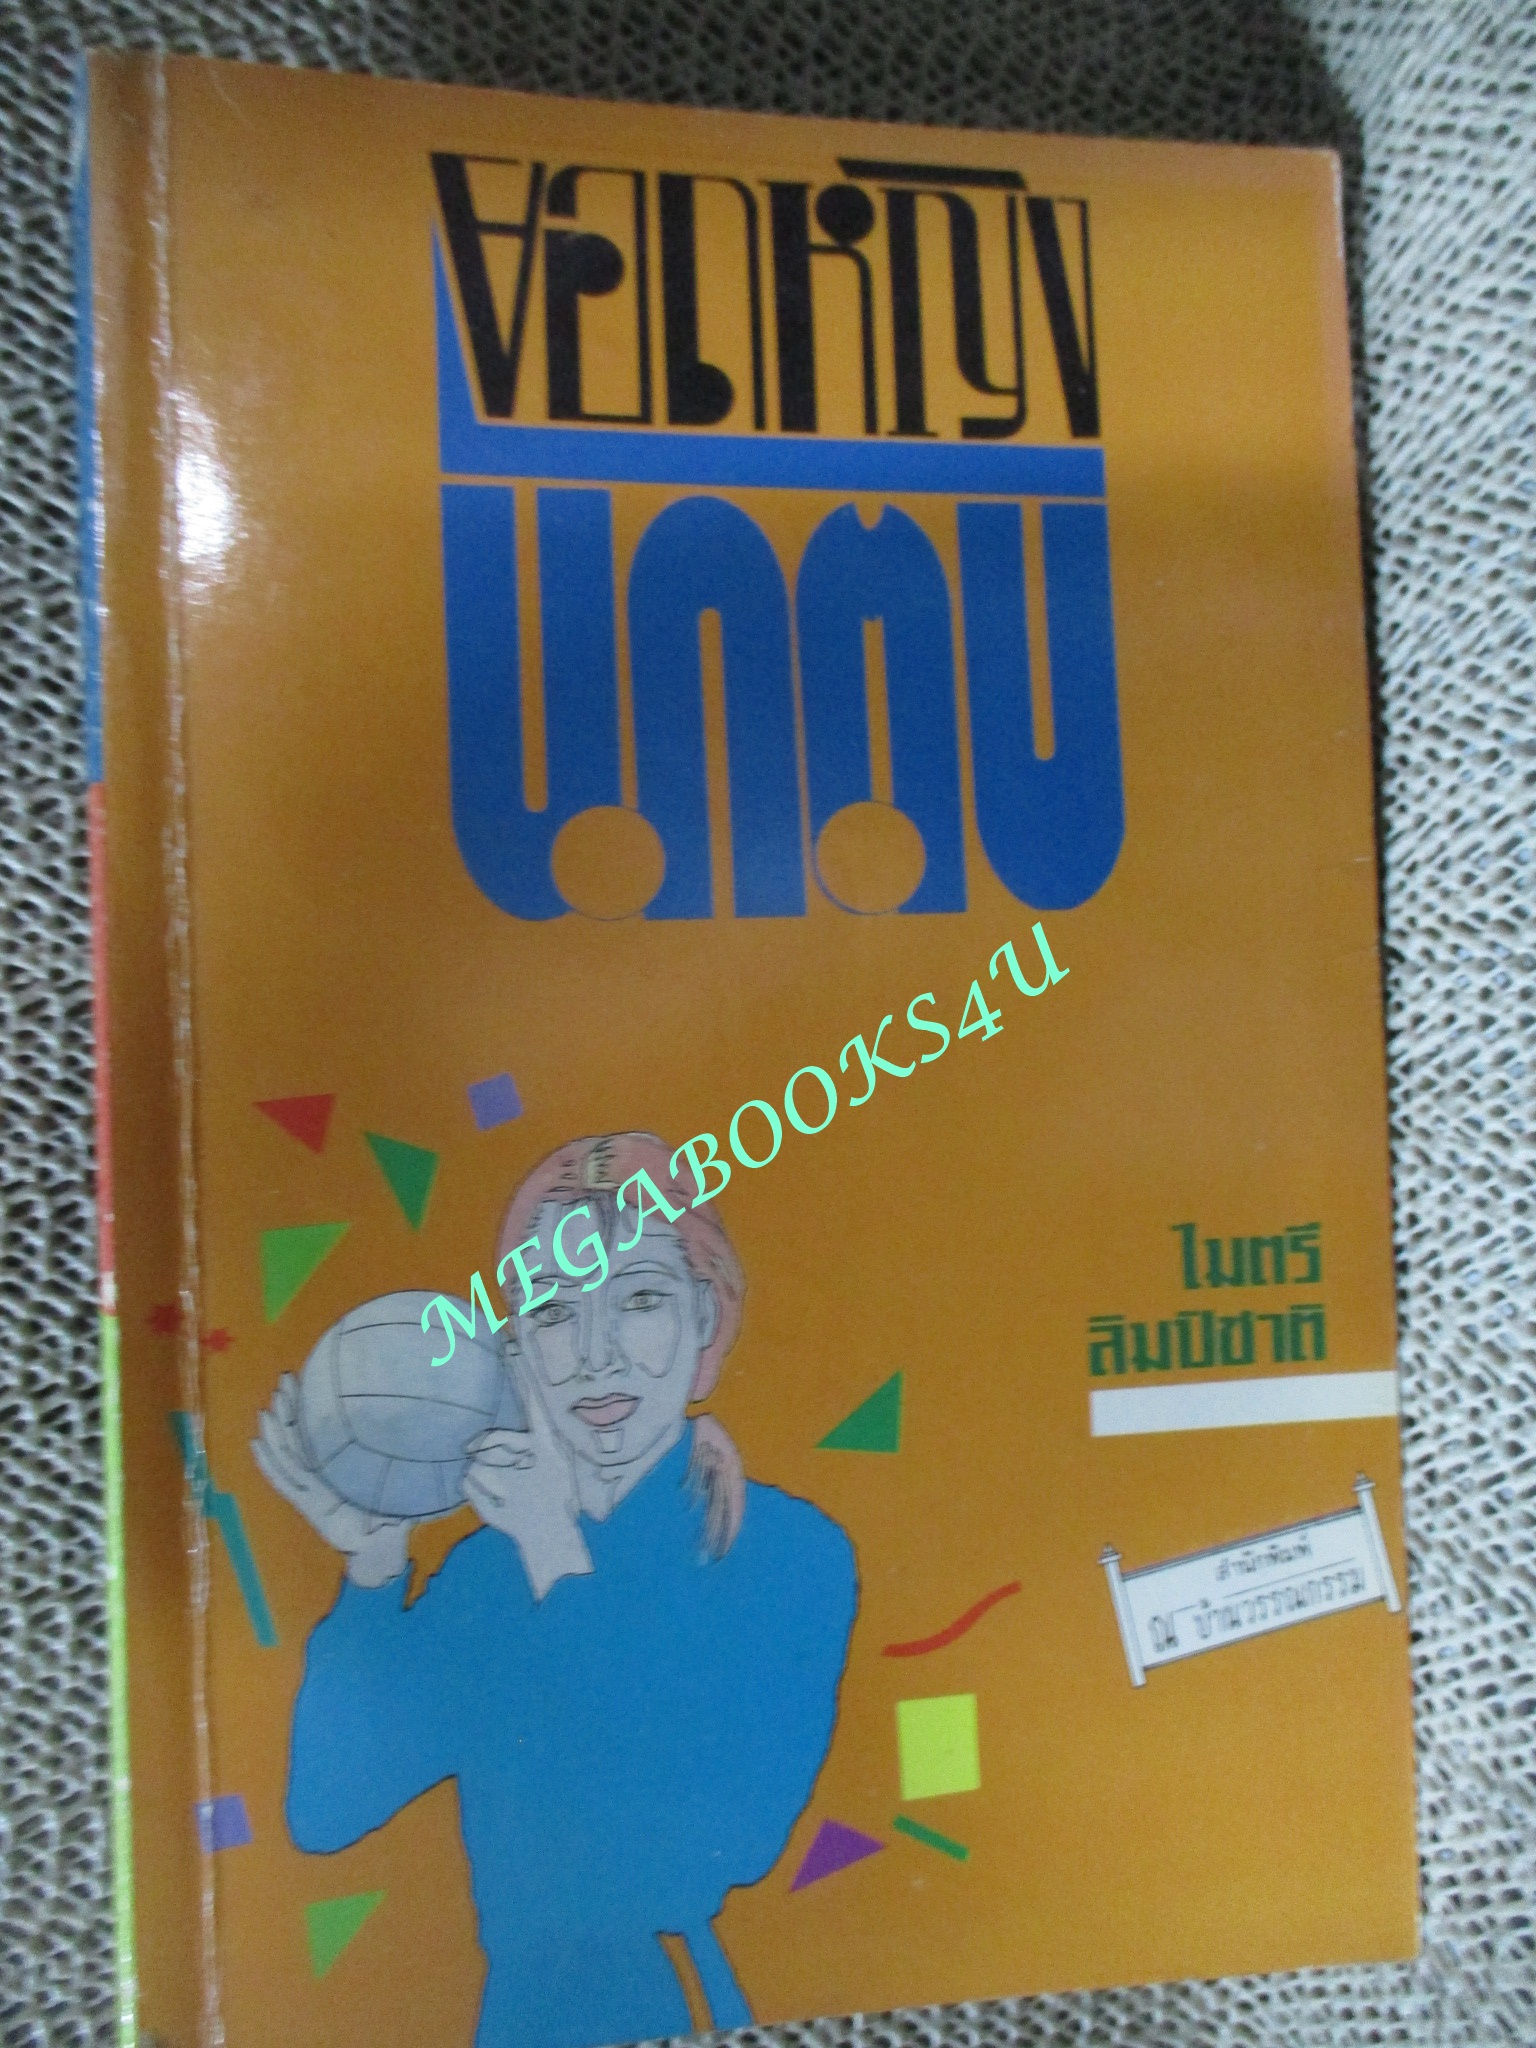 ยอดหญิง
นักตบ
MEGABOOKS4U
ไมตรี
ลิมปิชาติ
สำนักพิมพ์
ณ บ้านวรรณกรรม